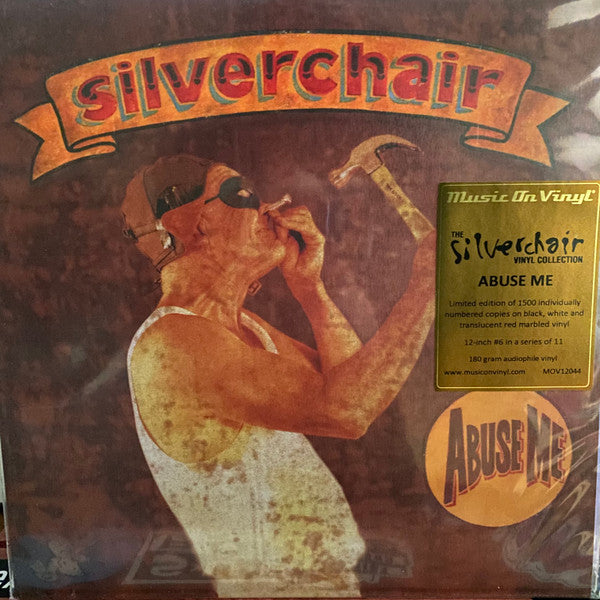 silverchair
Music On Vinyl
THE
silverchair
VINYL COLLECTION
ABUSE ME
Limited edition of 1500 individually
numbered copies on black, white and
translucent red marbled vinyl
12-inch #6 in a series of 11
180 gram audiophile vinyl
www.musiconvinyl.com MOV12044
ABUSE ME